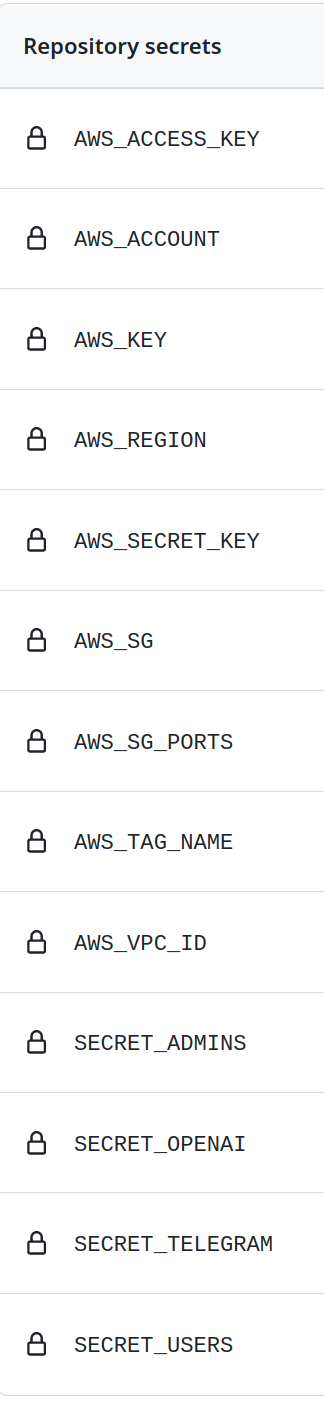 Repository secrets
AWS_ACCESS_KEY
AWS_ACCOUNT
AWS_KEY
AWS_REGION
AWS_SECRET_KEY
AWS_SG
AWS_SG_PORTS
AWS_TAG_NAME
AWS_VPC_ID
SECRET_ADMINS
SECRET_OPENAI
SECRET_TELEGRAM
SECRET_USERS